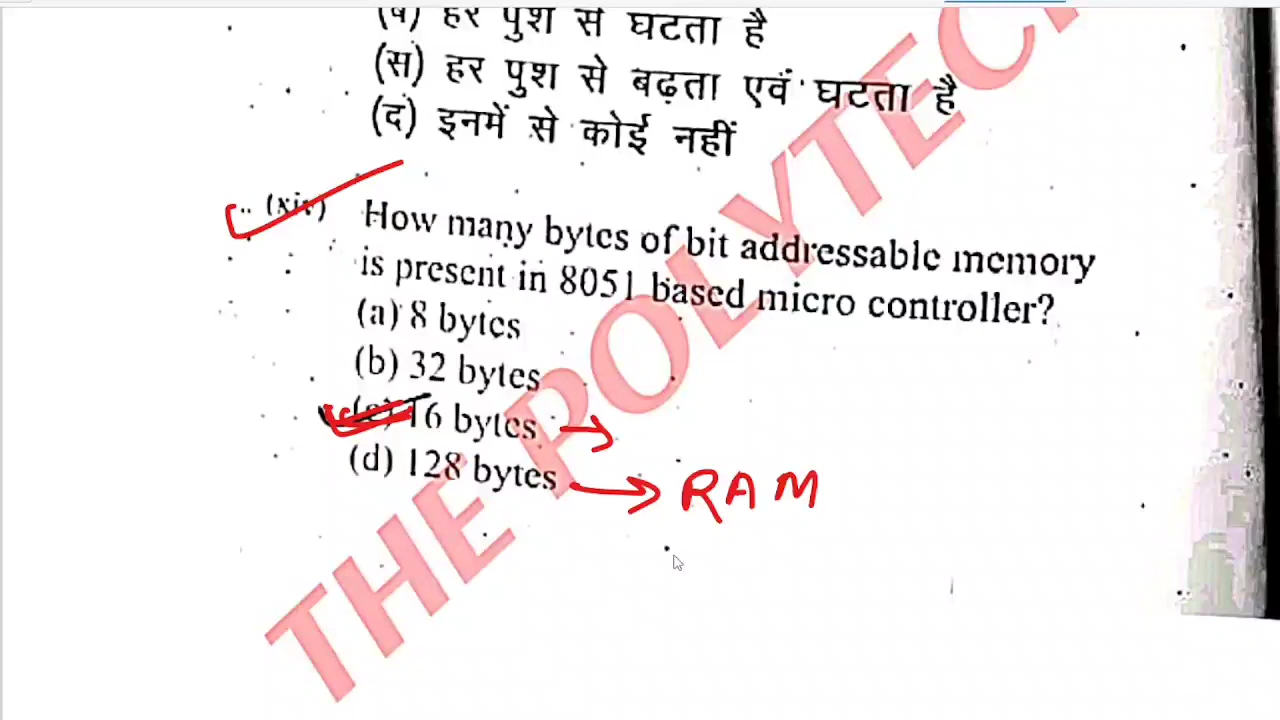 (ब) हर पुश से घटता है
(स) हर पुश से बढ़ता एवं घटता है
(द) इनमें से कोई नहीं
(xiv) How many bytes of bit addressable memory
is present in 8051 based micro controller?
(a) 8 bytes
(b) 32 bytes
(c) 16 bytes
(d) 128 bytes → RAM
THE POLYTEC